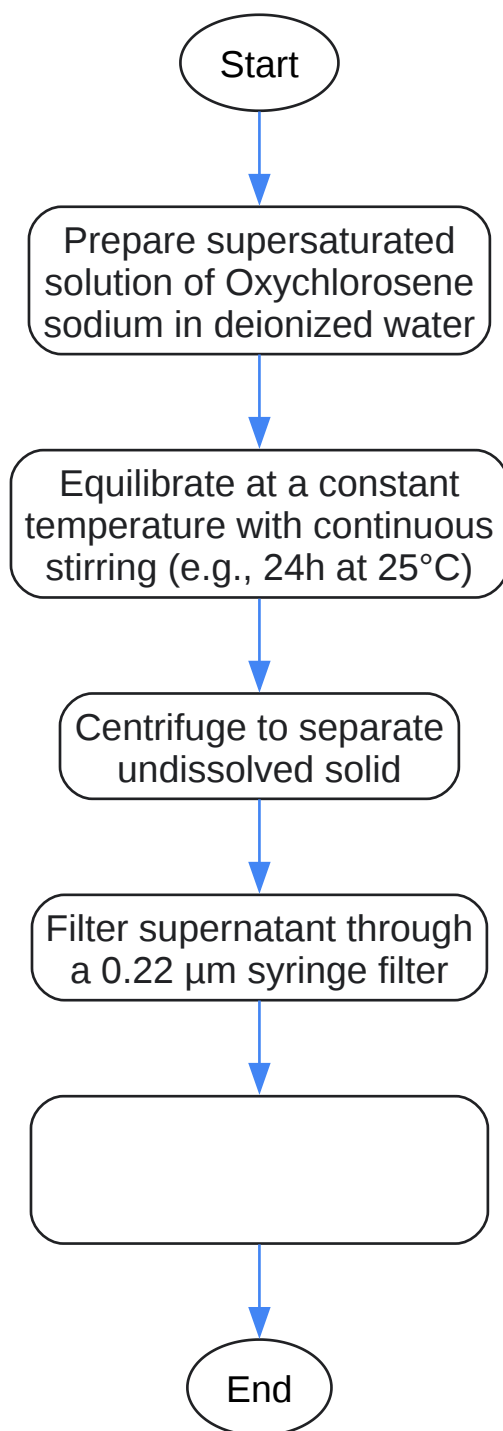 Start
Prepare supersaturated
solution of Oxychlorosene
sodium in deionized water
Equilibrate at a constant
temperature with continuous
stirring (e.g., 24h at 25°C)
Centrifuge to separate
undissolved solid
Filter supernatant through
a 0.22 µm syringe filter
End